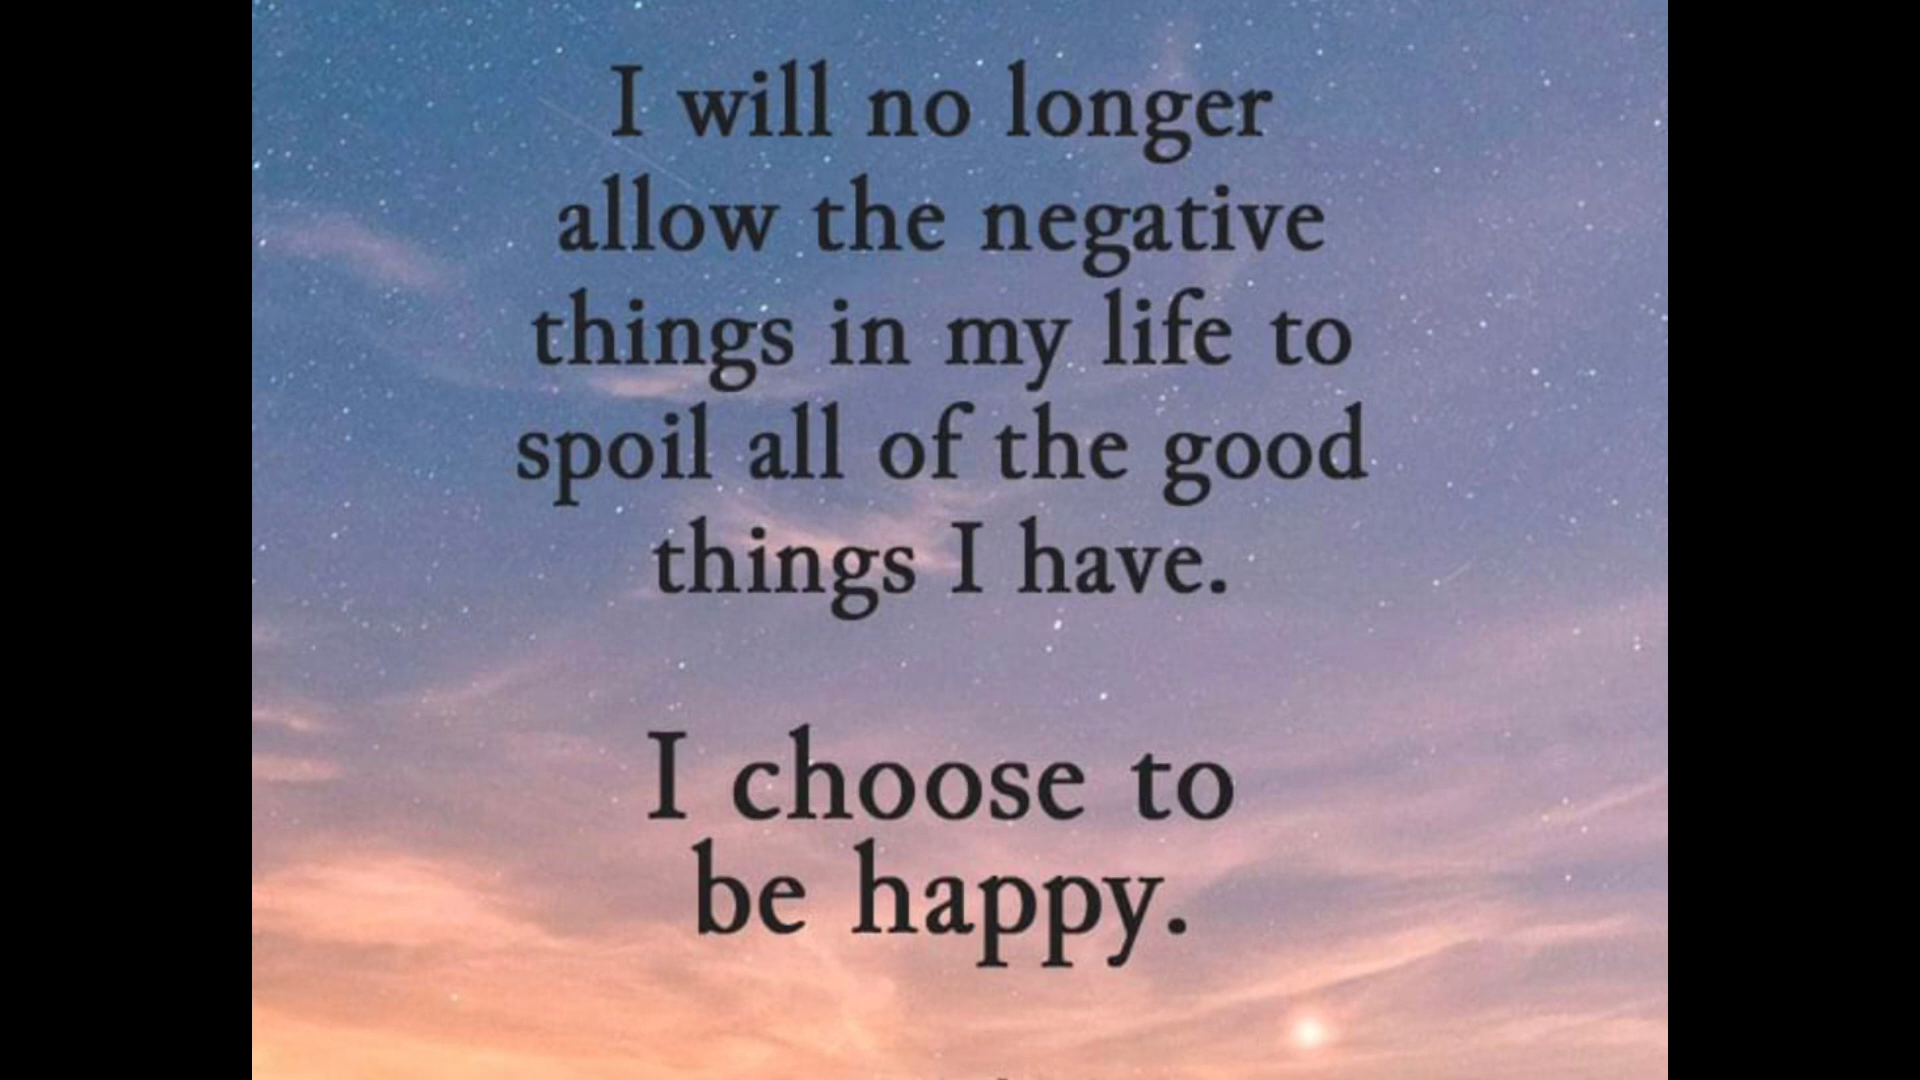 I will no longer
allow the negative
things in my life to
spoil all of the good
things I have.
I choose to
be happy.